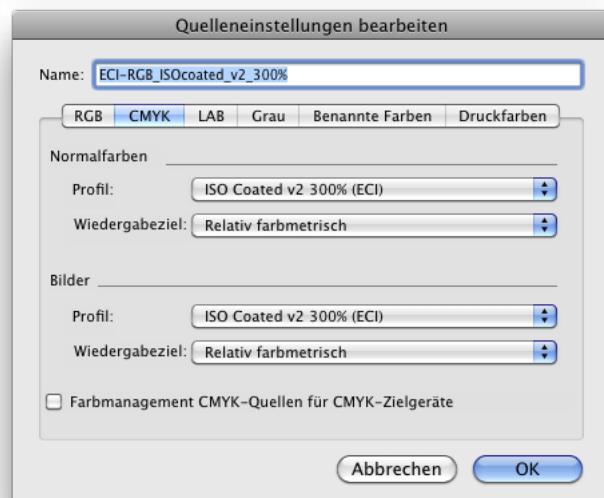 Quelleneinstellungen bearbeiten
Name: ECI-RGB_ISOcoated_v2_300%
RGB CMYK LAB Grau Benannte Farben Druckfarben
Normalfarben
Profil: ISO Coated v2 300% (ECI)
Wiedergabeziel: Relativ farbmetrisch
Bilder
Profil: ISO Coated v2 300% (ECI)
Wiedergabeziel: Relativ farbmetrisch
Farbmanagement CMYK-Quellen für CMYK-Zielgeräte
Abbrechen OK